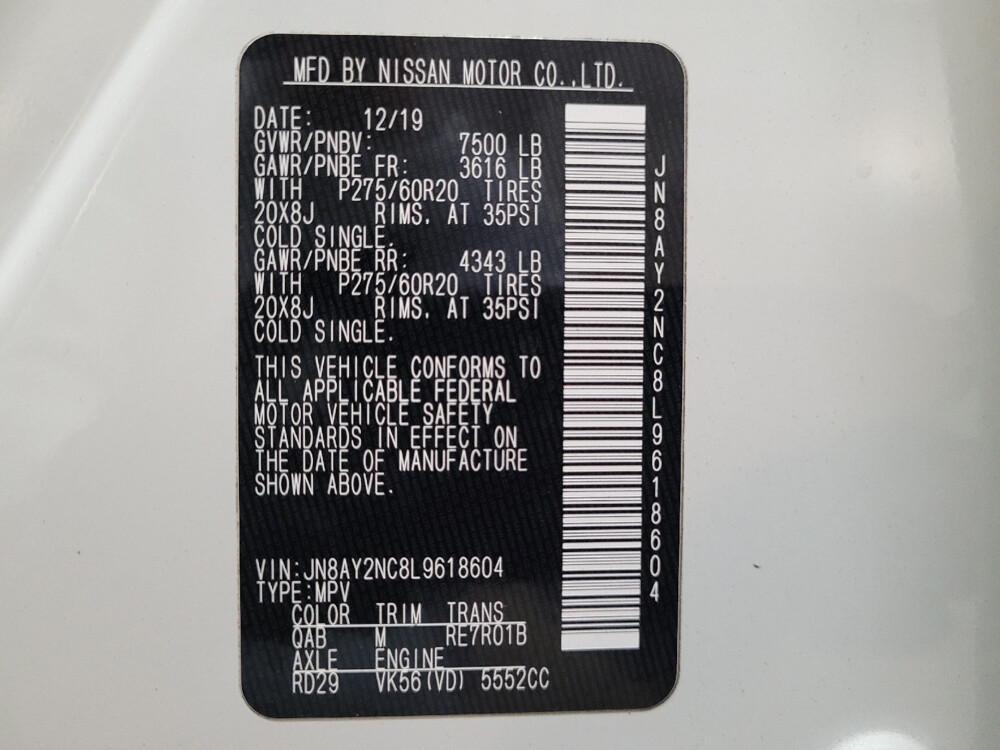 MFD BY NISSAN MOTOR CO.,LTD.
DATE: 12/19
GVWR/PNBV: 7500 LB
GAWR/PNBE FR: 3616 LB
WITH P275/60R20 TIRES
20X8J RIMS, AT 35PSI
COLD SINGLE.
GAWR/PNBE RR: 4343 LB
WITH P275/60R20 TIRES
20X8J RIMS, AT 35PSI
COLD SINGLE.
THIS VEHICLE CONFORMS TO
ALL APPLICABLE FEDERAL
MOTOR VEHICLE SAFETY
STANDARDS IN EFFECT ON
THE DATE OF MANUFACTURE
SHOWN ABOVE.
VIN:JN8AY2NC8L9618604
TYPE:MPV
COLOR TRIM TRANS
QAB M RE7R01B
AXLE ENGINE
RD29 VK56(VD) 5552CC
JN8AY2NC8L9618604